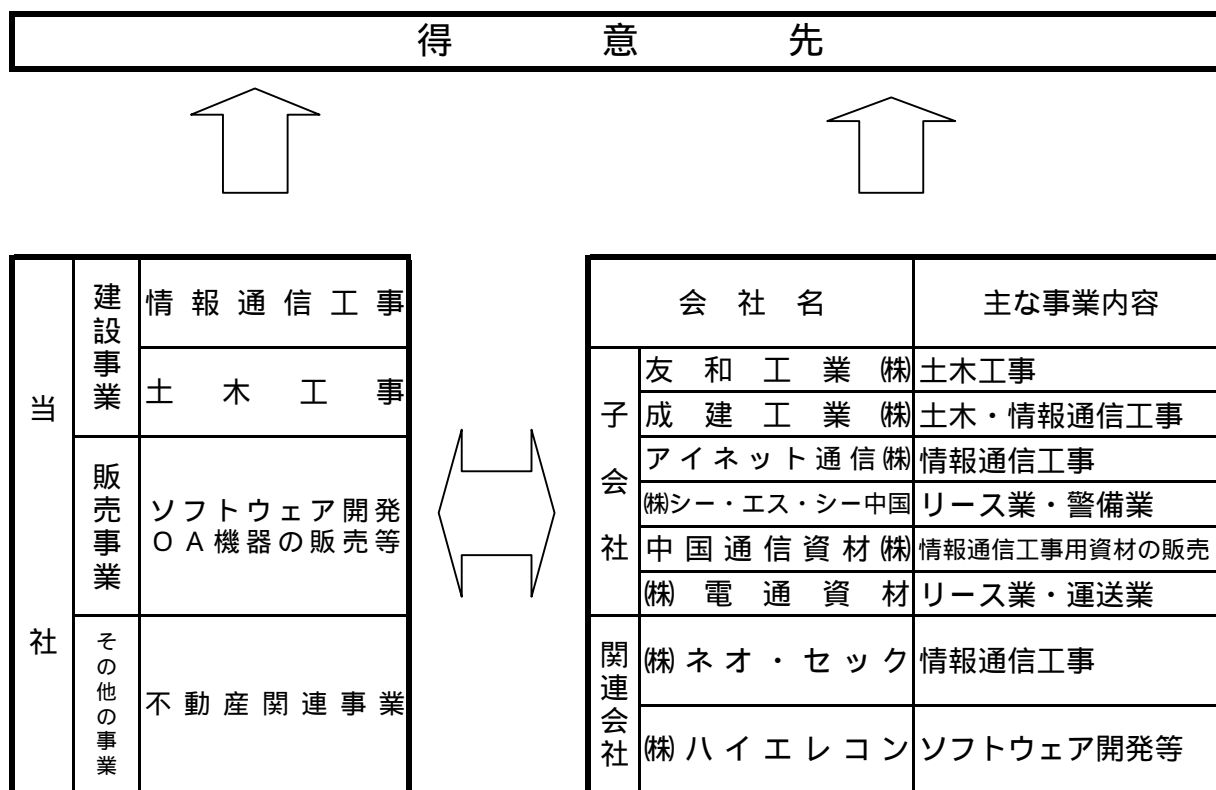 得意先
当社
建設事業
情報通信工事
土木工事
販売事業
ソフトウェア開発
ＯＡ機器の販売等
その他の事業
不動産関連事業
会社名 主な事業内容
子会社
友和工業㈱ 土木工事
成建工業㈱ 土木・情報通信工事
アイネット通信㈱ 情報通信工事
㈱シー・エス・シー中国 リース業・警備業
中国通信資材㈱ 情報通信工事用資材の販売
㈱電通資材 リース業・運送業
関連会社
㈱ネオ・セック 情報通信工事
㈱ハイエレコン ソフトウェア開発等